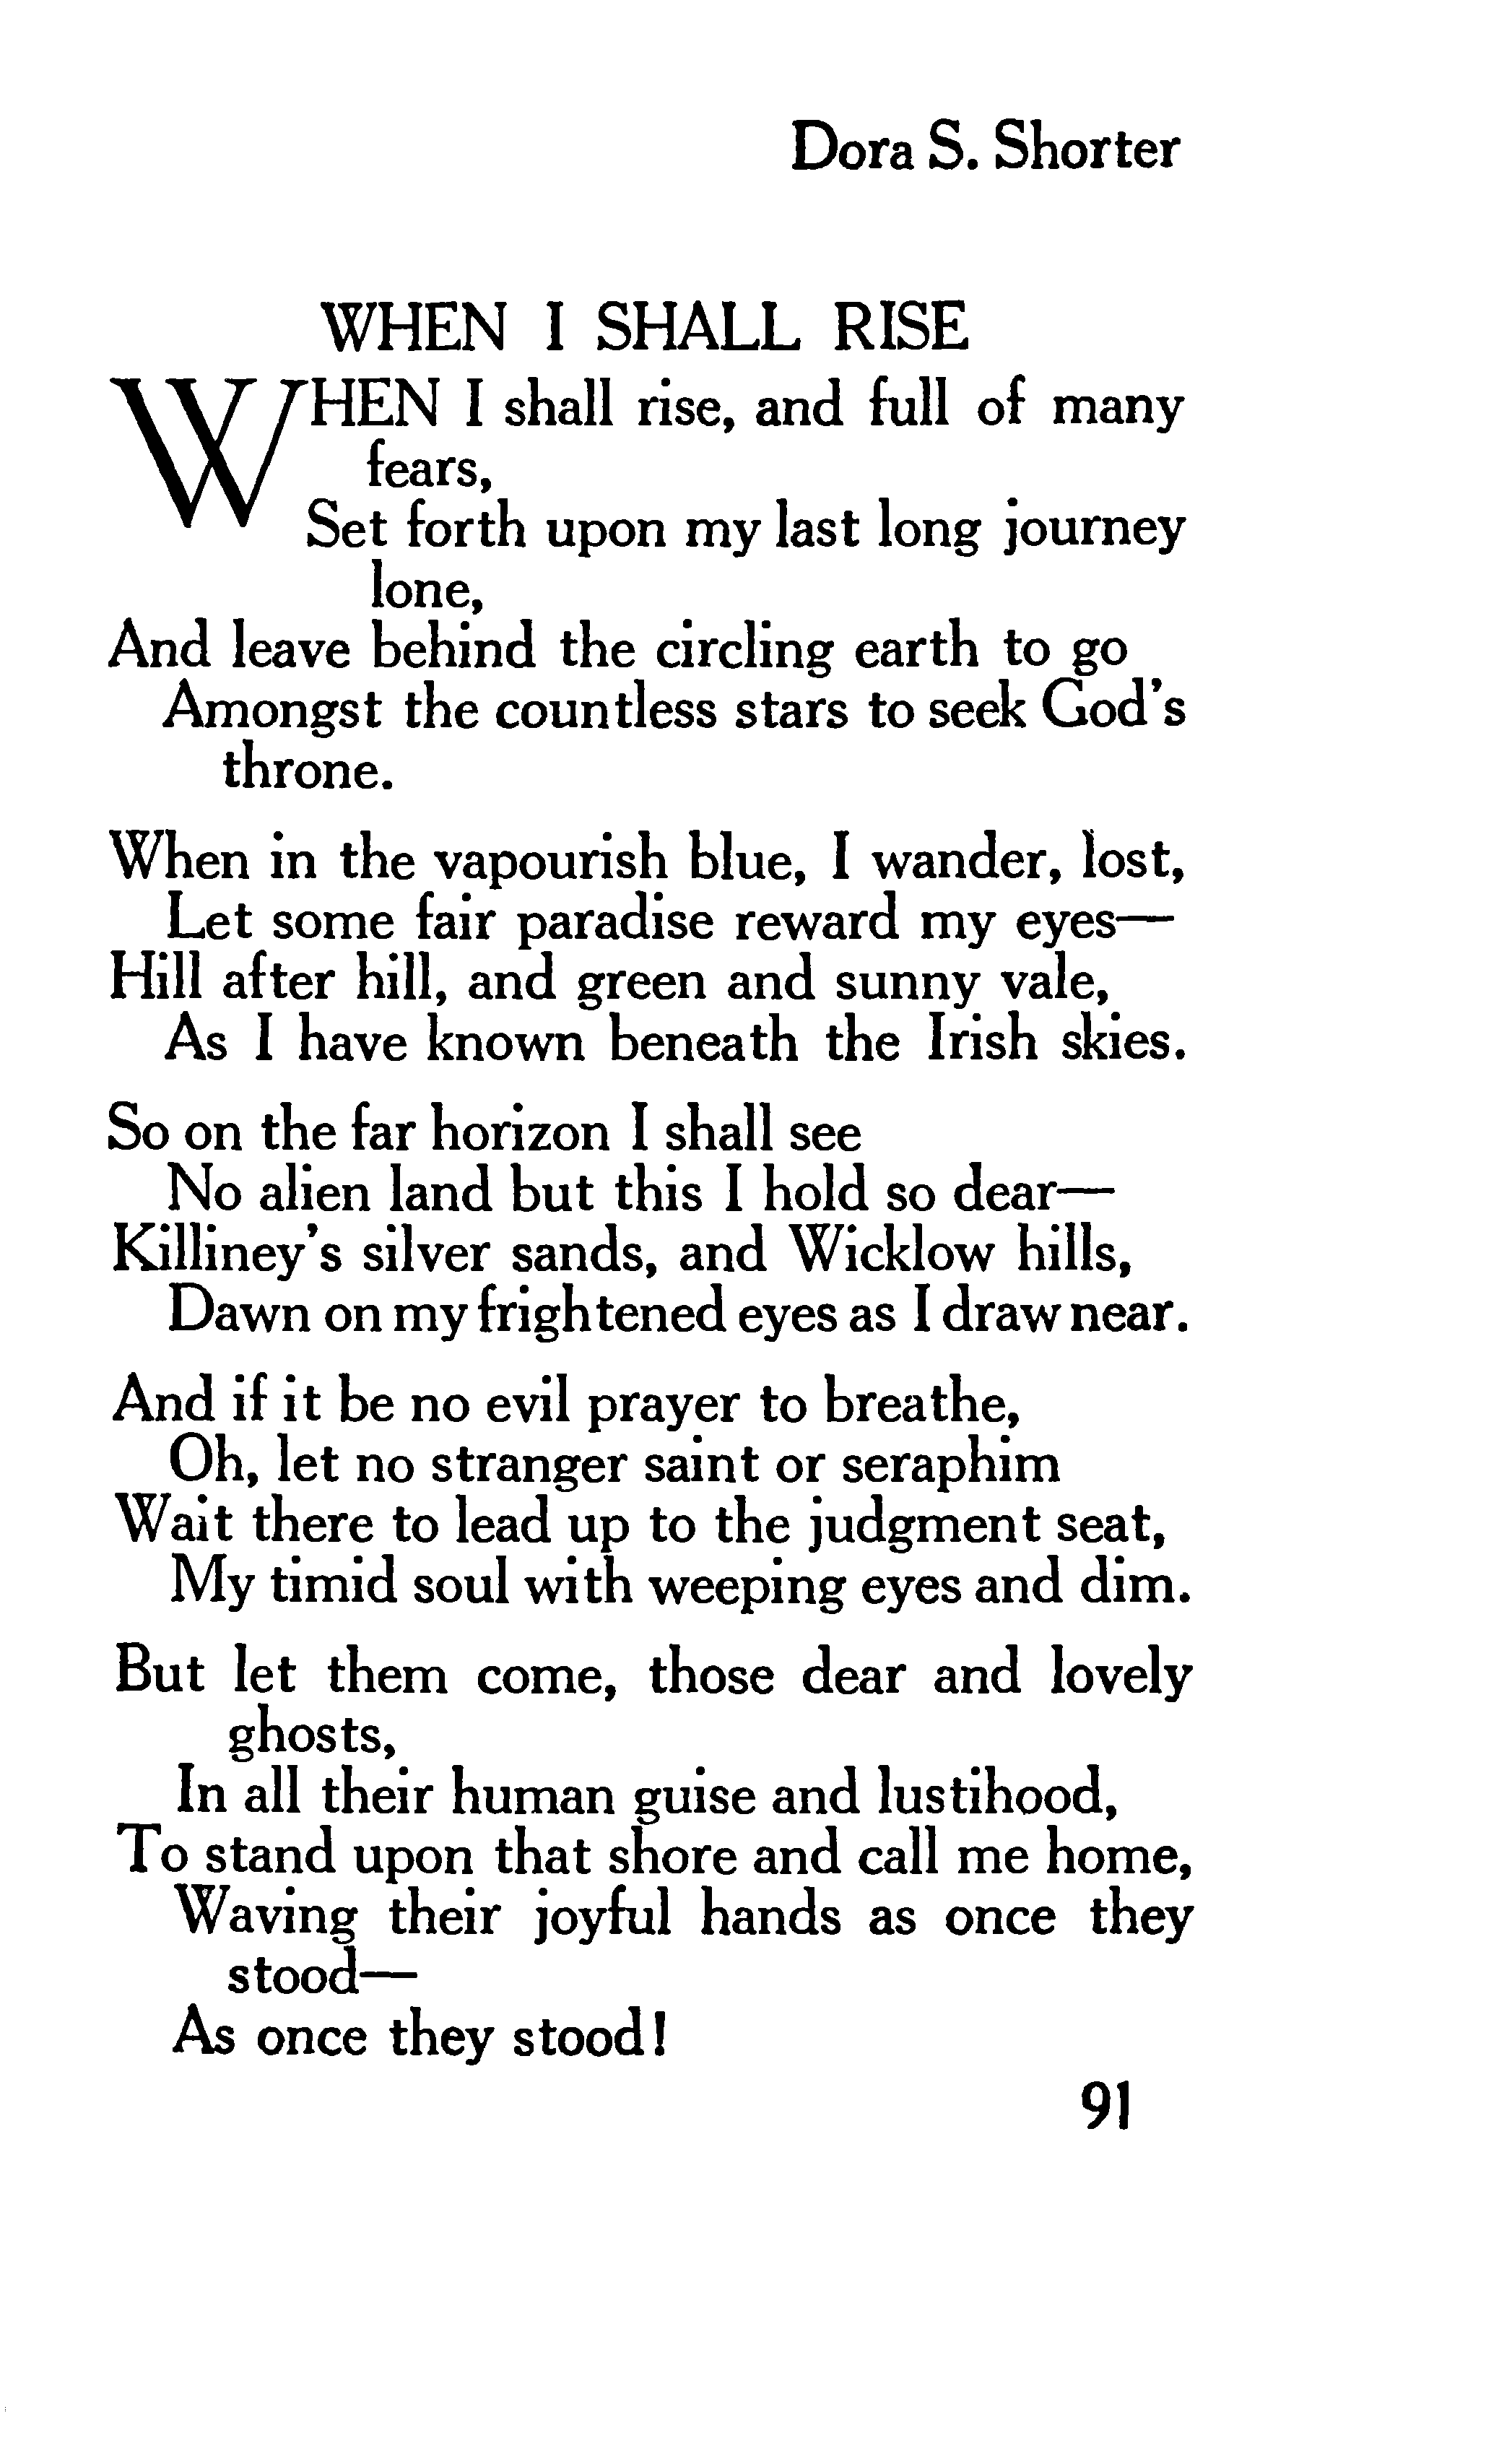 Dora S. Shorter
WHEN I SHALL RISE
WHEN I shall rise, and full of many
fears,
Set forth upon my last long journey
lone,
And leave behind the circling earth to go
Amongst the countless stars to seek God's
throne.
When in the vapourish blue, I wander, lost,
Let some fair paradise reward my eyes—
Hill after hill, and green and sunny vale,
As I have known beneath the Irish skies.
So on the far horizon I shall see
No alien land but this I hold so dear—
Killiney's silver sands, and Wicklow hills,
Dawn on my frightened eyes as I draw near.
And if it be no evil prayer to breathe,
Oh, let no stranger saint or seraphim
Wait there to lead up to the judgment seat,
My timid soul with weeping eyes and dim.
But let them come, those dear and lovely
ghosts,
In all their human guise and lustihood,
To stand upon that shore and call me home,
Waving their joyful hands as once they
stood—
As once they stood!
91